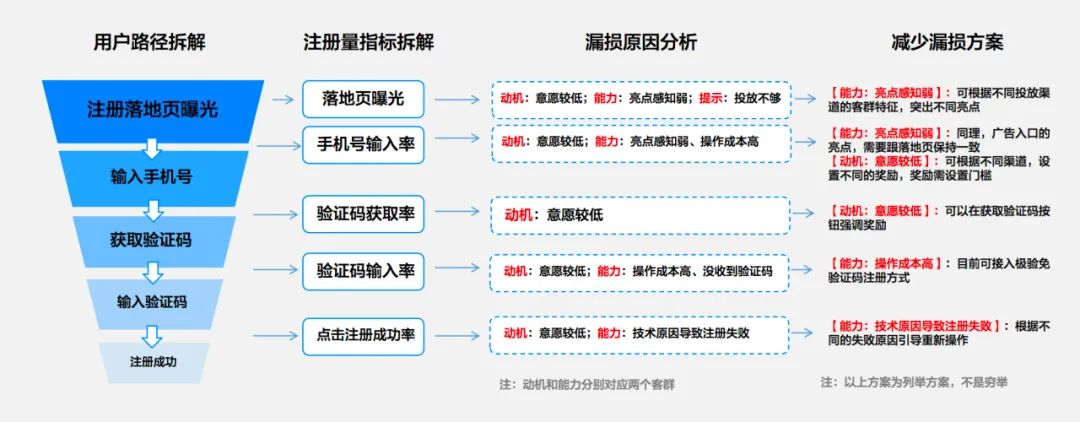 用户路径拆解
注册量指标拆解
漏损原因分析
减少漏损方案
注册落地页曝光
落地页曝光
动机：意愿较低；能力：亮点感知弱；提示：投放不够
【能力：亮点感知弱】：可根据不同投放渠
道的客群特征，突出不同亮点
输入手机号
手机号输入率
动机：意愿较低；能力：亮点感知弱、操作成本高
【能力：亮点感知弱】：同理，广告入口的
亮点，需要跟落地页保持一致
【动机：意愿较低】：可根据不同渠道，设
置不同的奖励，奖励需设置门槛
获取验证码
验证码获取率
动机：意愿较低
【动机：意愿较低】：可以在获取验证码按
钮强调奖励
输入验证码
验证码输入率
动机：意愿较低；能力：操作成本高、没收到验证码
【能力：操作成本高】：目前可接入极验免
验证码注册方式
注册成功
点击注册成功率
动机：意愿较低；能力：技术原因导致注册失败
【能力：技术原因导致注册失败】：根据不
同的失败原因引导重新操作
注：动机和能力分别对应两个客群
注：以上方案为列举方案，不是穷举